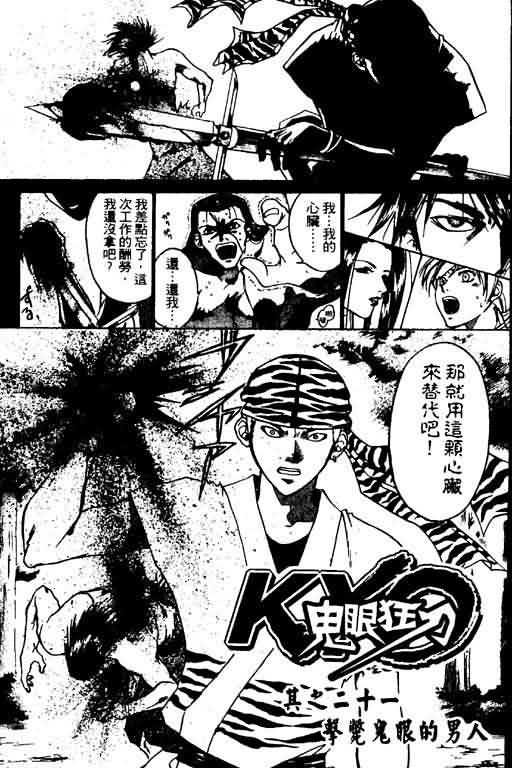 我、我的
心臟……
還…還我…
我差點忘了，這
次工作的酬勞，
我還沒拿吧？
那就用這顆心臟
來替代吧！
KYO
鬼眼狂刀
其之二十一
擊斃鬼眼的男人